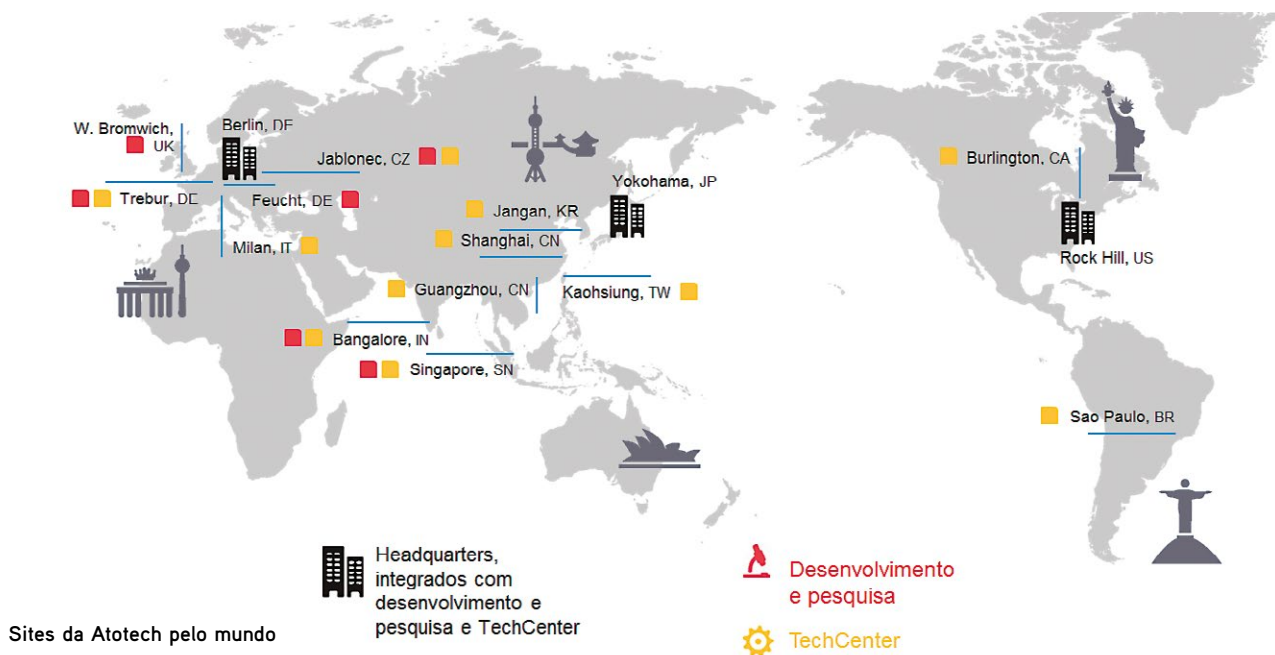 W. Bromwich,
UK
Berlin, DE
Jablonec, CZ
Trebur, DE
Feucht, DE
Milan, IT
Yokohama, JP
Jangan, KR
Shanghai, CN
Guangzhou, CN
Kaohsiung, TW
Bangalore, IN
Singapore, SN
Burlington, CA
Rock Hill, US
Sao Paulo, BR
Headquarters,
integrados com
desenvolvimento e
pesquisa e TechCenter
Desenvolvimento
e pesquisa
TechCenter
Sites da Atotech pelo mundo